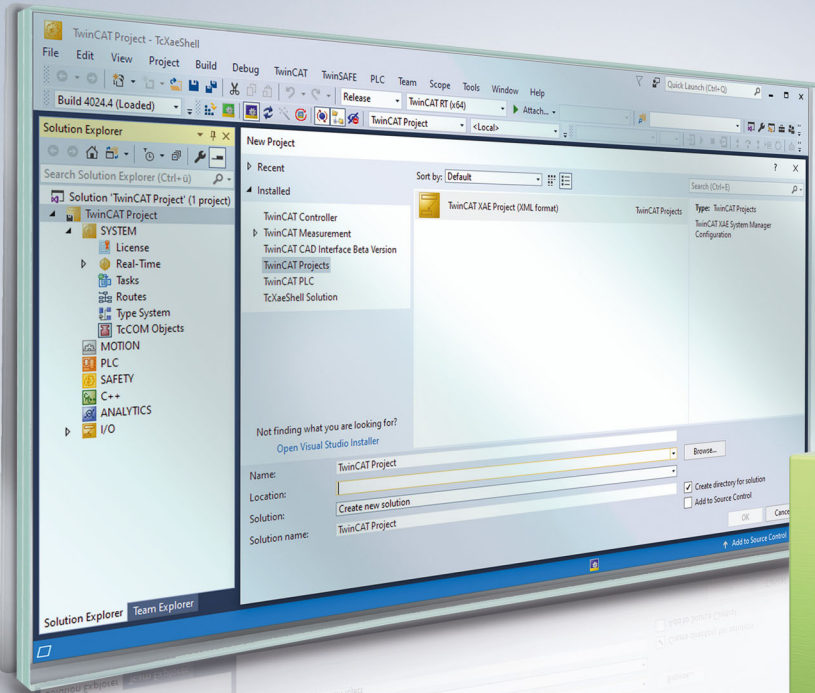 TwinCAT Project - TcXaeShell
File Edit View Project Build Debug TwinCAT TwinSAFE PLC Team Scope Tools Window Help
Quick Launch (Ctrl+Q)
Release
TwinCAT RT (x64)
Attach...
Build 4024.4 (Loaded)
TwinCAT Project
<Local>
Solution Explorer
Search Solution Explorer (Ctrl+ü)
Solution 'TwinCAT Project' (1 project)
TwinCAT Project
SYSTEM
License
Real-Time
Tasks
Routes
Type System
TcCOM Objects
MOTION
PLC
SAFETY
C++
ANALYTICS
I/O
Solution Explorer Team Explorer
New Project
? X
Recent
Installed
TwinCAT Controller
TwinCAT Measurement
TwinCAT CAD Interface Beta Version
TwinCAT Projects
TwinCAT PLC
TcXaeShell Solution
Not finding what you are looking for?
Open Visual Studio Installer
Sort by: Default
TwinCAT XAE Project (XML format)
TwinCAT Projects
Search (Ctrl+E)
Type: TwinCAT Projects
TwinCAT XAE System Manager
Configuration
Name: TwinCAT Project
Location:
Browse...
Solution: Create new solution
Solution name: TwinCAT Project
Create directory for solution
Add to Source Control
OK
Cance
Add to Source Control